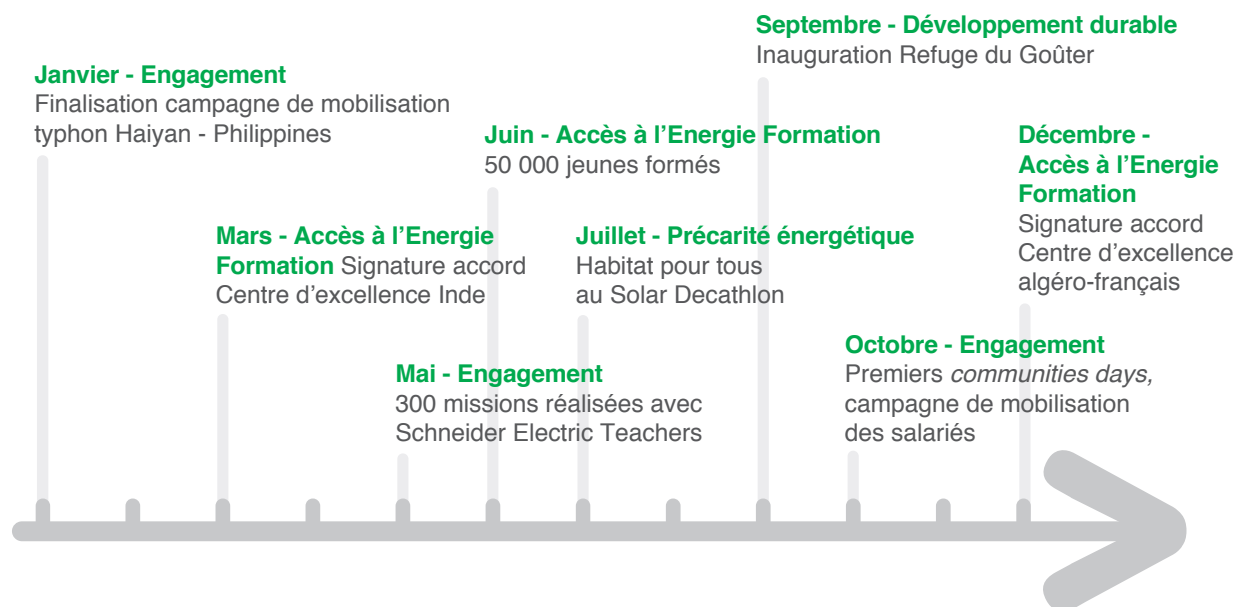 Janvier - Engagement
Finalisation campagne de mobilisation
typhon Haiyan - Philippines
Mars - Accès à l’Energie
Formation Signature accord
Centre d’excellence Inde
Mai - Engagement
300 missions réalisées avec
Schneider Electric Teachers
Juin - Accès à l’Energie Formation
50 000 jeunes formés
Juillet - Précarité énergétique
Habitat pour tous
au Solar Decathlon
Septembre - Développement durable
Inauguration Refuge du Goûter
Octobre - Engagement
Premiers communities days,
campagne de mobilisation
des salariés
Décembre -
Accès à l’Energie
Formation
Signature accord
Centre d’excellence
algéro-français